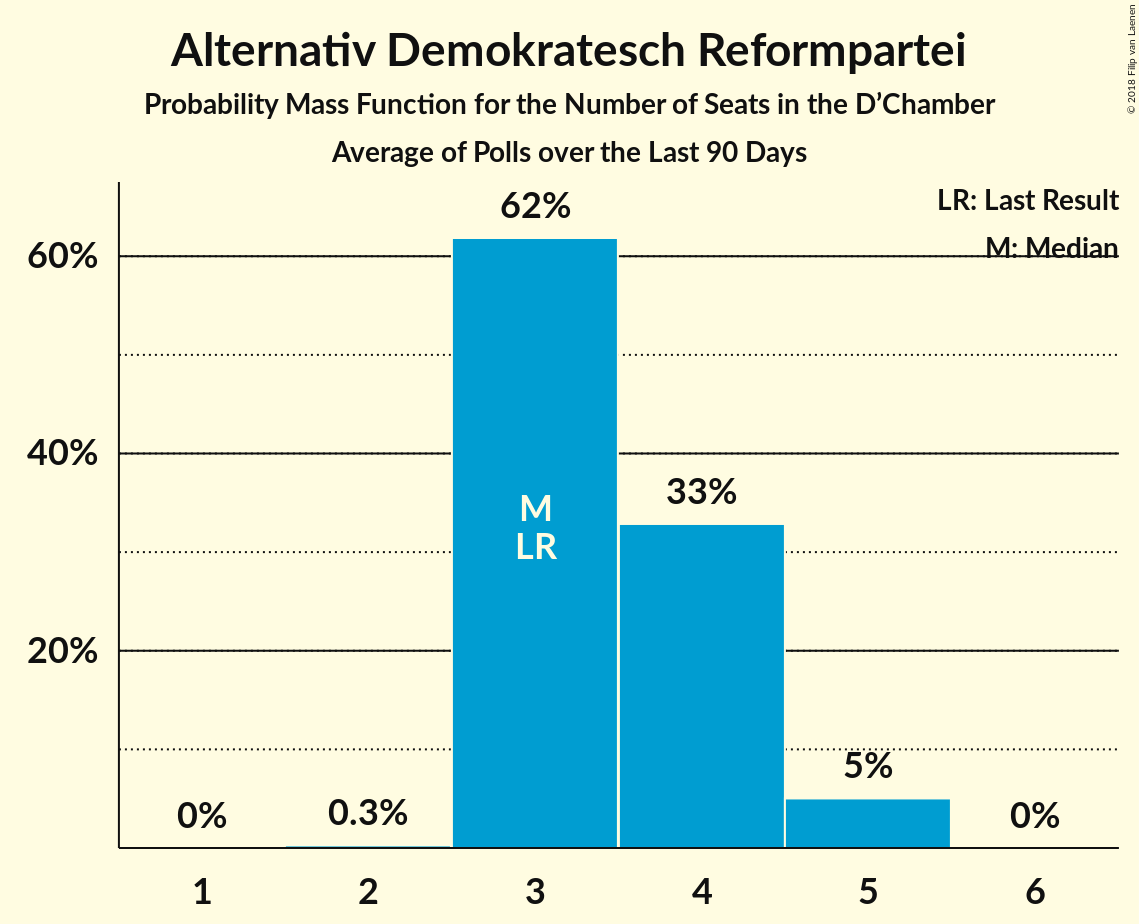 Alternativ Demokratesch Reformpartei
Probability Mass Function for the Number of Seats in the D’Chamber
Average of Polls over the Last 90 Days
© 2018 Filip van Laenen
LR: Last Result
M: Median
60%
40%
20%
0%
0.3%
62%
M
LR
33%
5%
0%
1 2 3 4 5 6